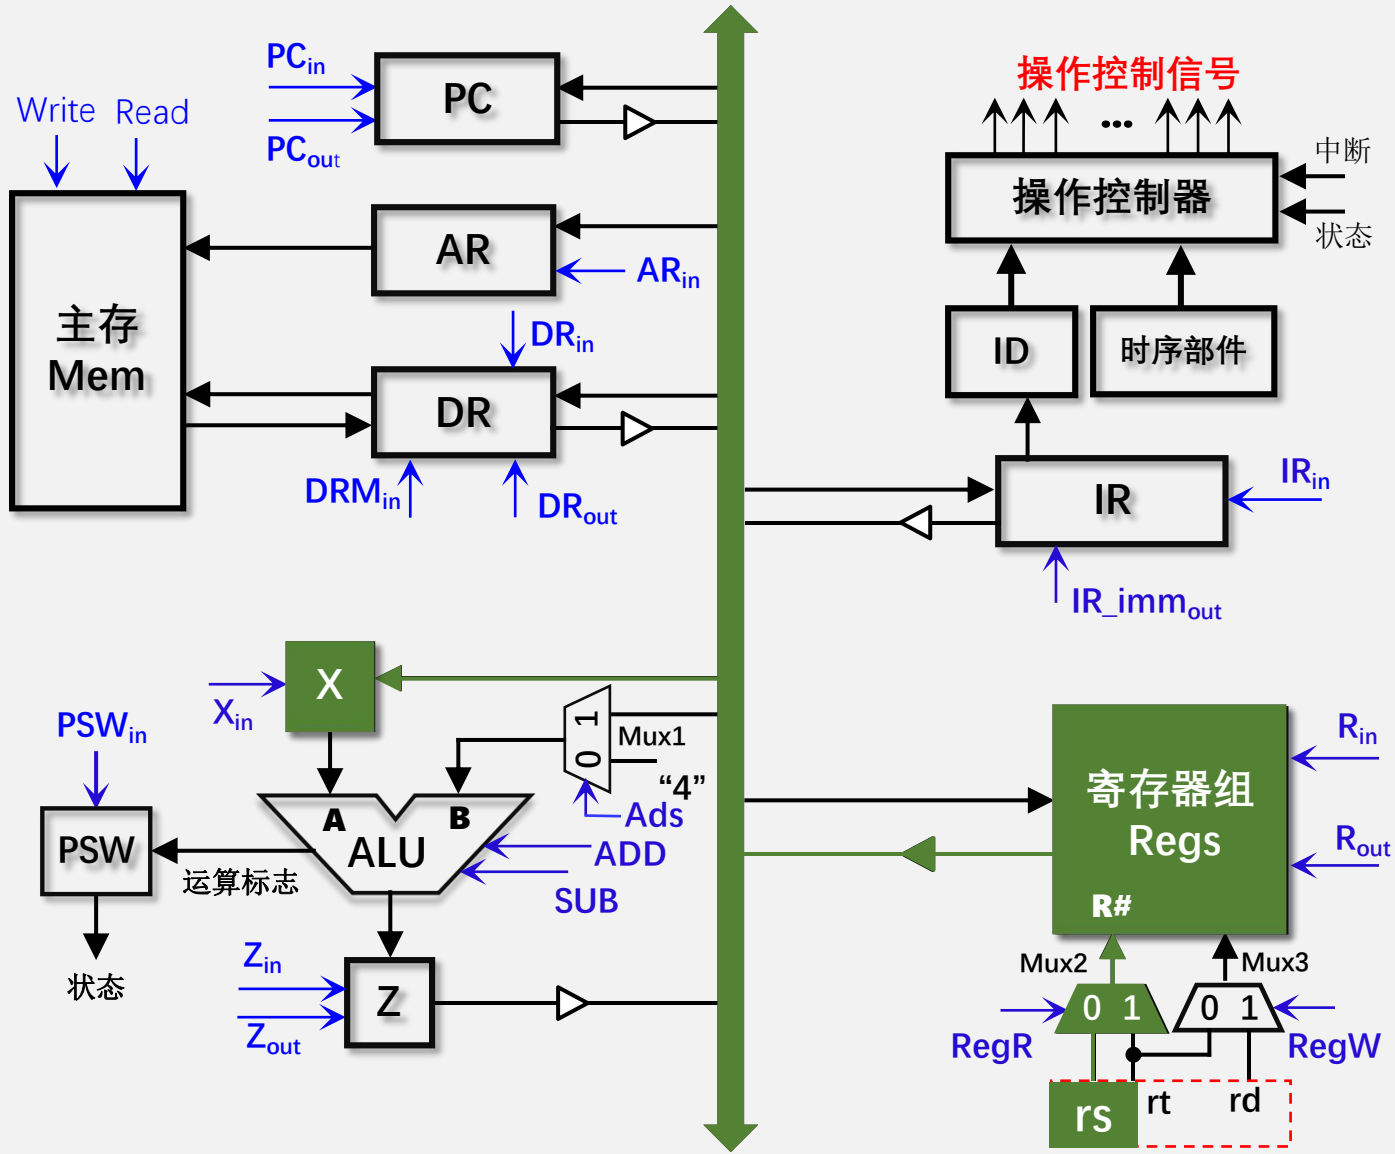 PCin
PC
PCout
Write
Read
操作控制信号
•••
操作控制器
中断
状态
AR
ARin
主存
Mem
DRin
DR
DRMin
DRout
ID
时序部件
IR
IRin
IR_immout
X
Xin
PSWin
1
0
Mux1
“4”
Ads
A
B
ALU
ADD
SUB
PSW
运算标志
状态
Zin
Z
Zout
寄存器组
Regs
R#
Rin
Rout
Mux2
Mux3
0 1
0 1
RegR
RegW
rs
rt
rd